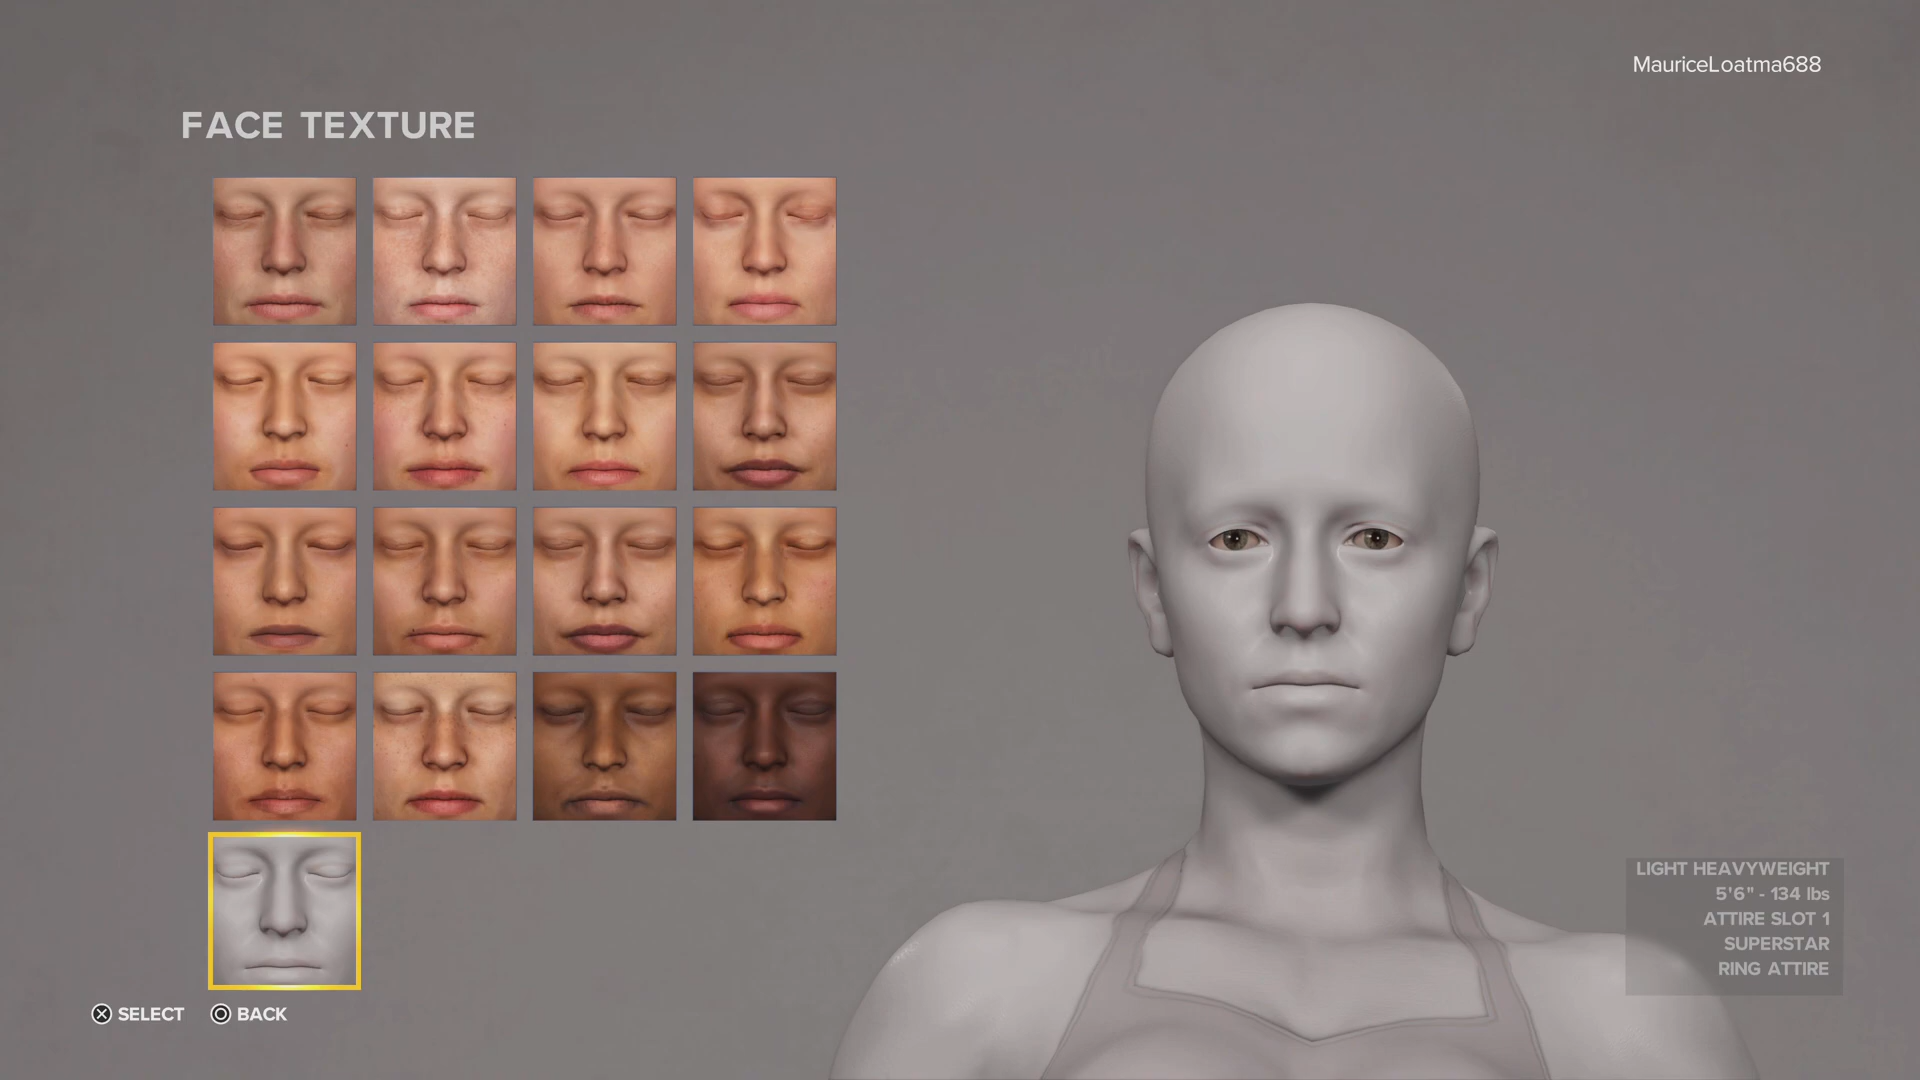 MauriceLoatma688
FACE TEXTURE
LIGHT HEAVYWEIGHT
5'6" - 134 lbs
ATTIRE SLOT 1
SUPERSTAR
RING ATTIRE
SELECT BACK